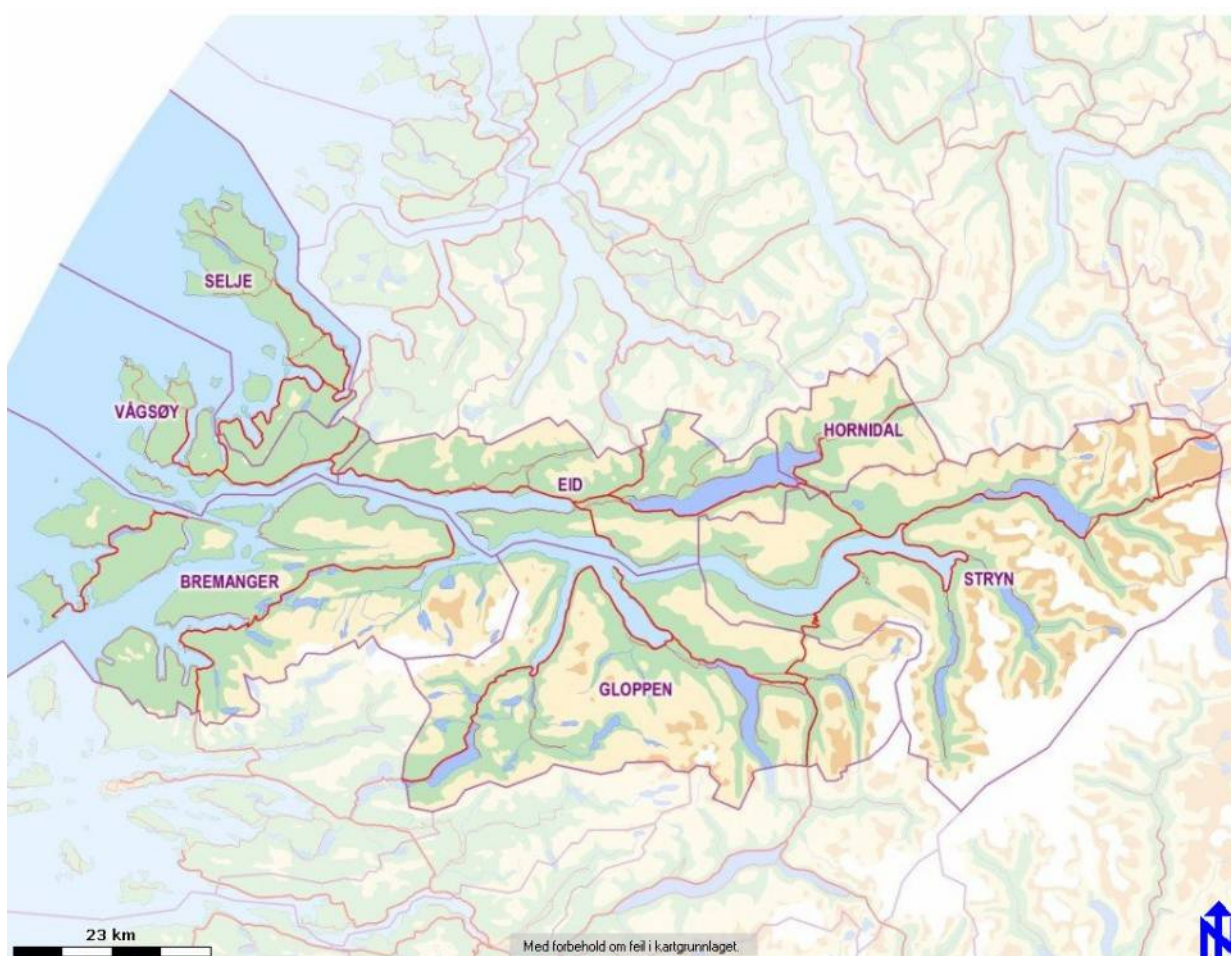 SELJE
VÅGSØY
HORNIDAL
EID
BREMANGER
STRYN
GLOPPEN
23 km
Med forbehold om feil i kartgrunnlaget.
N